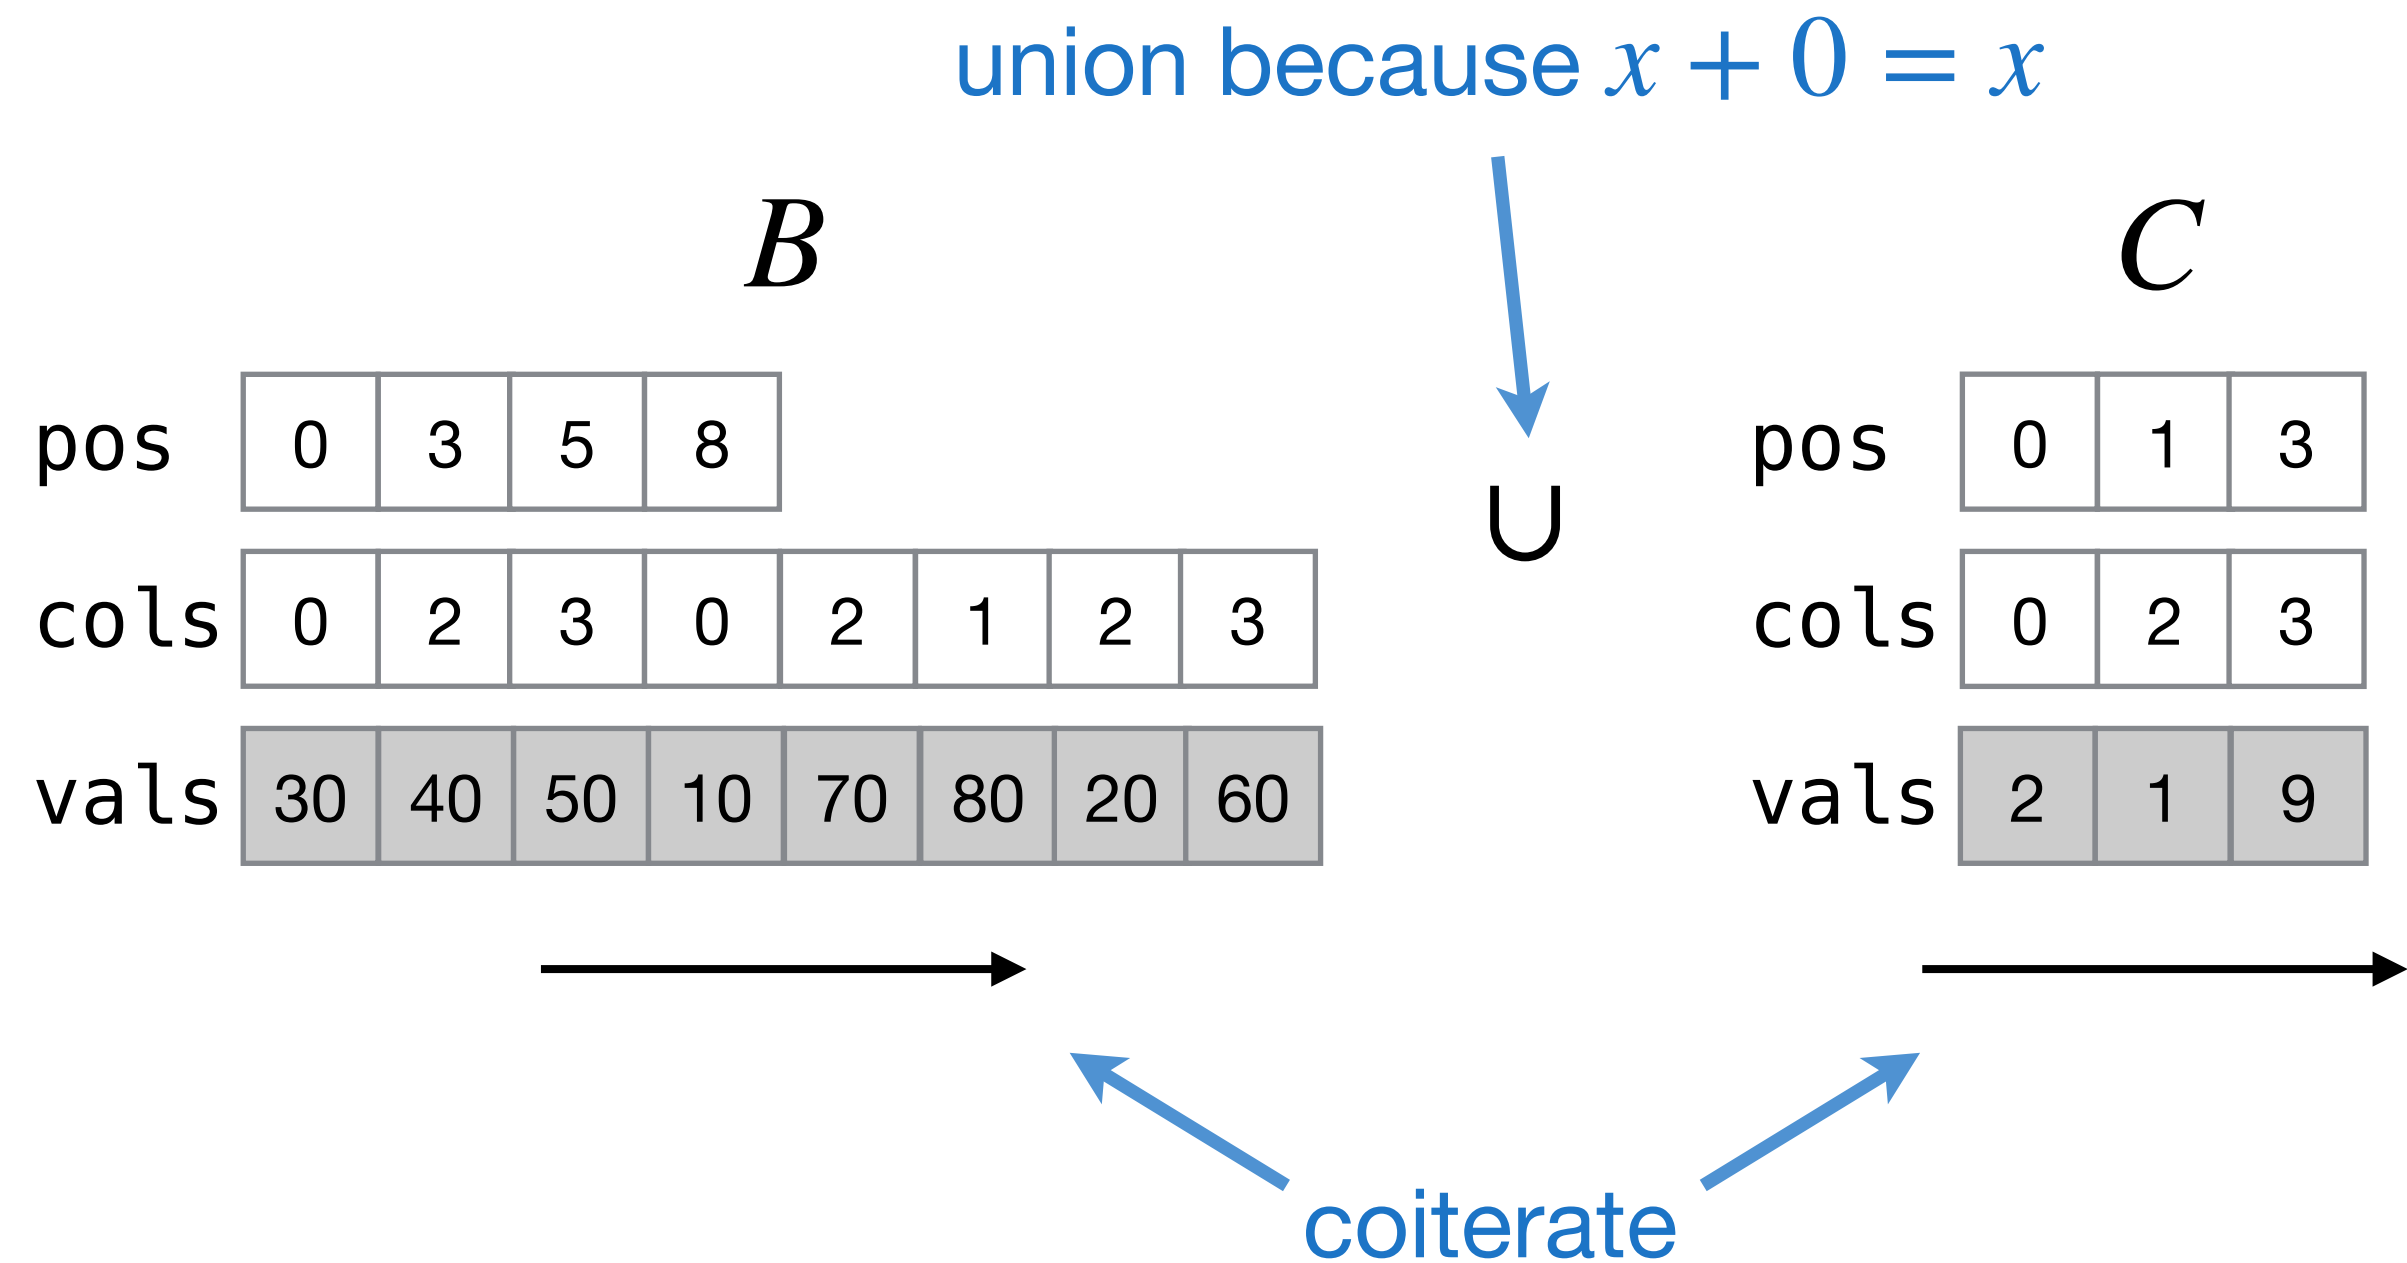 union because x + 0 = x
B C
pos 0 3 5 8 ∪ pos 0 1 3
cols 0 2 3 0 2 1 2 3 cols 0 2 3
vals 30 40 50 10 70 80 20 60 vals 2 1 9
coiterate